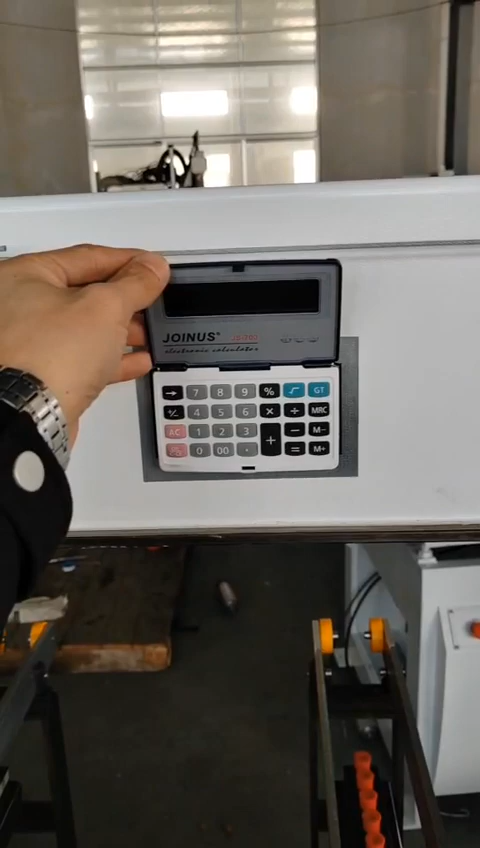 JOINUS
electronic calculator
→ 7 8 9 % √ GT
+/- 4 5 6 × ÷ MRC
AC 1 2 3 + − M-
0 00 · = M+